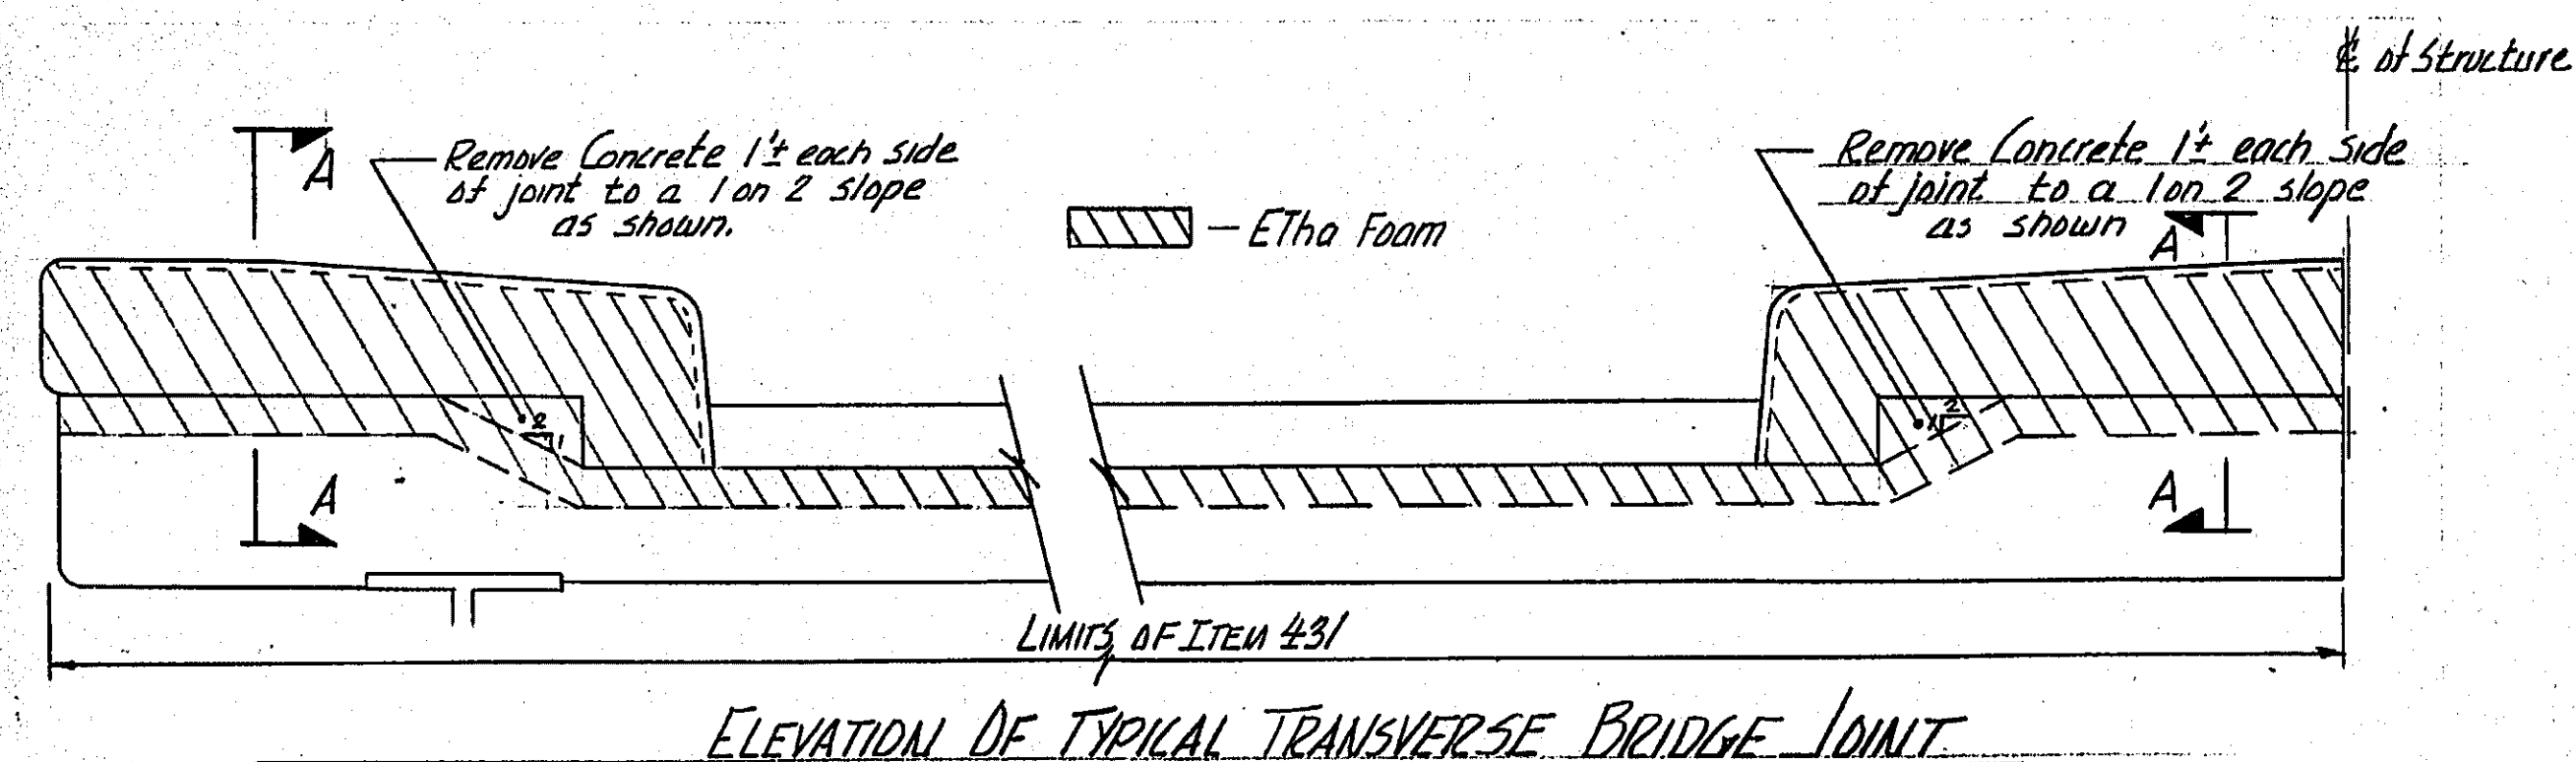 ℄ of Structure
A
Remove Concrete 1'± each side
of joint to a 1 on 2 slope
as shown.
— ETha Foam
Remove Concrete 1'± each side
of joint to a 1 on 2 slope
as shown
A
2
1
2
1
A
A
LIMITS OF ITEM 431
ELEVATION OF TYPICAL TRANSVERSE BRIDGE JOINT